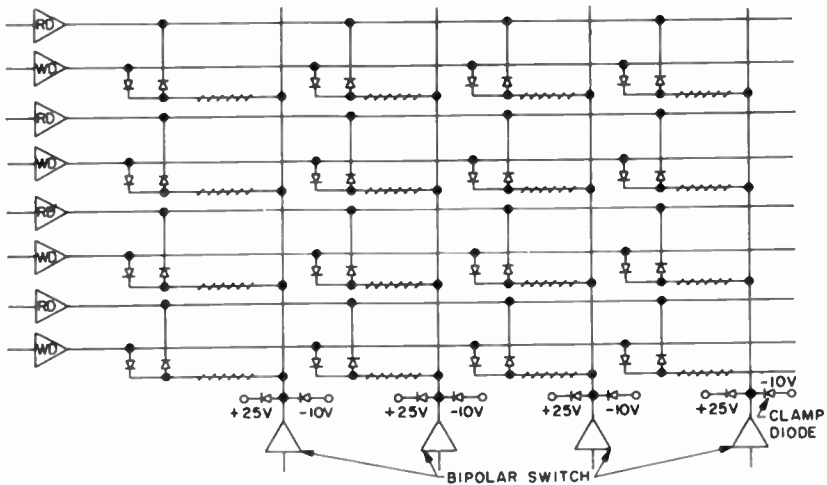 RD
WD
RD
WD
RD
WD
RD
WD
+25V -10V
+25V -10V
+25V -10V
+25V -10V
CLAMP
DIODE
BIPOLAR SWITCH